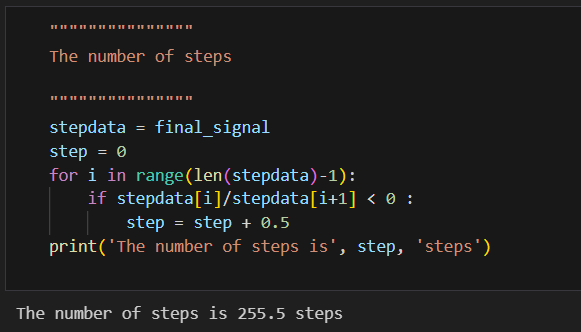 """""""""""""""
The number of steps
"""""""""""""""
stepdata = final_signal
step = 0
for i in range(len(stepdata)-1):
    if stepdata[i]/stepdata[i+1] < 0 :
        step = step + 0.5
print('The number of steps is', step, 'steps')
The number of steps is 255.5 steps